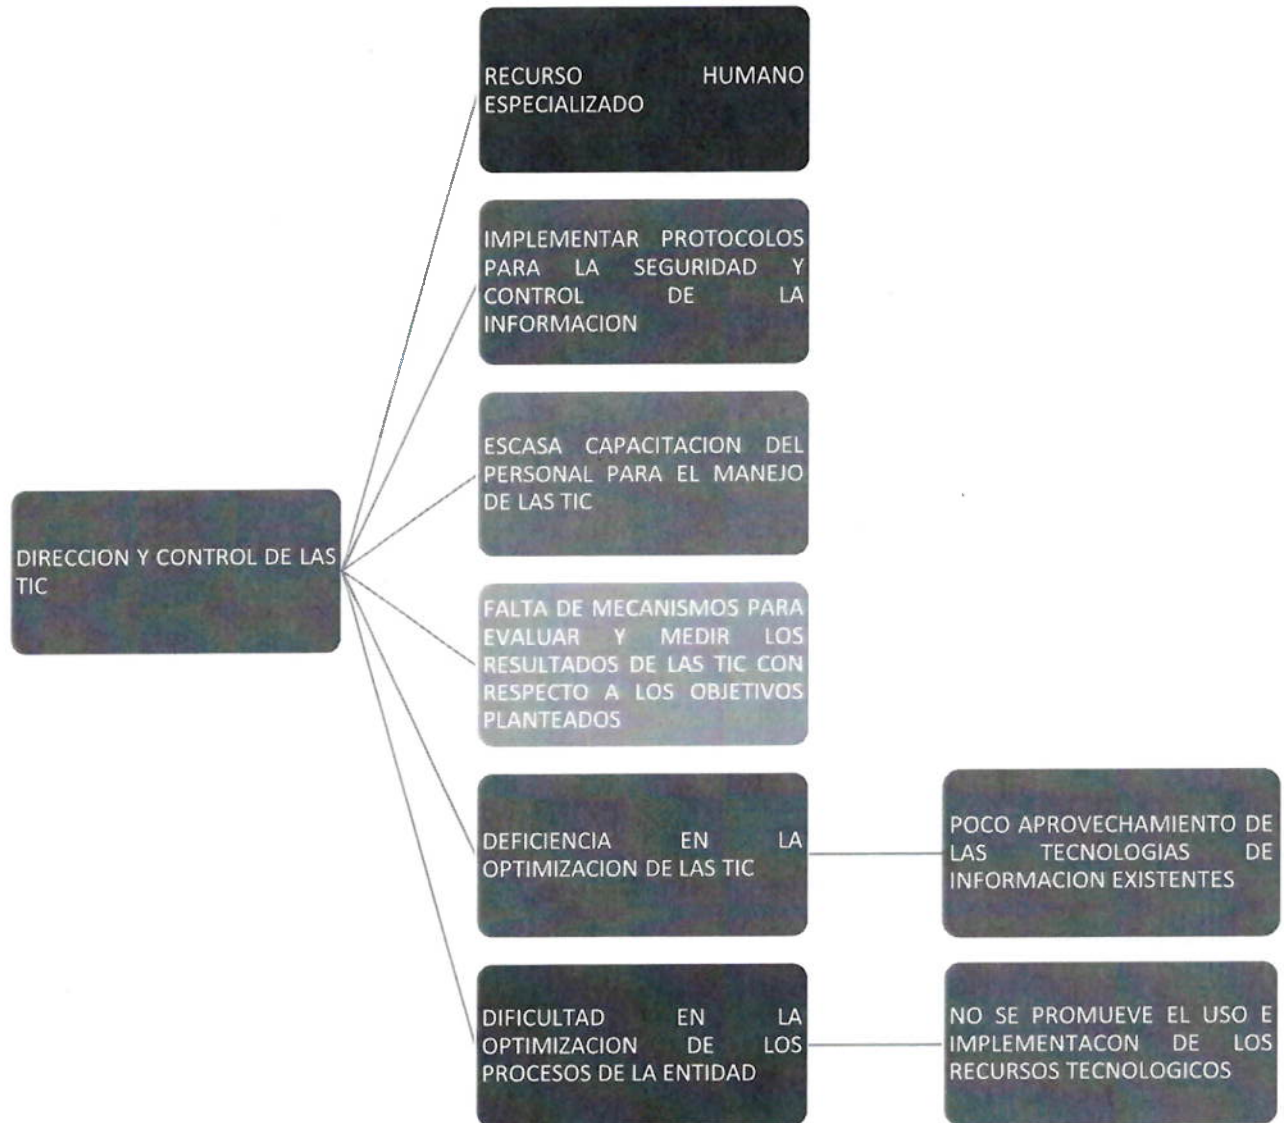 RECURSO HUMANO
ESPECIALIZADO
IMPLEMENTAR PROTOCOLOS
PARA LA SEGURIDAD Y
CONTROL DE LA
INFORMACION
ESCASA CAPACITACION DEL
PERSONAL PARA EL MANEJO
DE LAS TIC
DIRECCION Y CONTROL DE LAS
TIC
FALTA DE MECANISMOS PARA
EVALUAR Y MEDIR LOS
RESULTADOS DE LAS TIC CON
RESPECTO A LOS OBJETIVOS
PLANTEADOS
DEFICIENCIA EN LA
OPTIMIZACION DE LAS TIC
POCO APROVECHAMIENTO DE
LAS TECNOLOGIAS DE
INFORMACION EXISTENTES
DIFICULTAD EN LA
OPTIMIZACION DE LOS
PROCESOS DE LA ENTIDAD
NO SE PROMUEVE EL USO E
IMPLEMENTACON DE LOS
RECURSOS TECNOLOGICOS